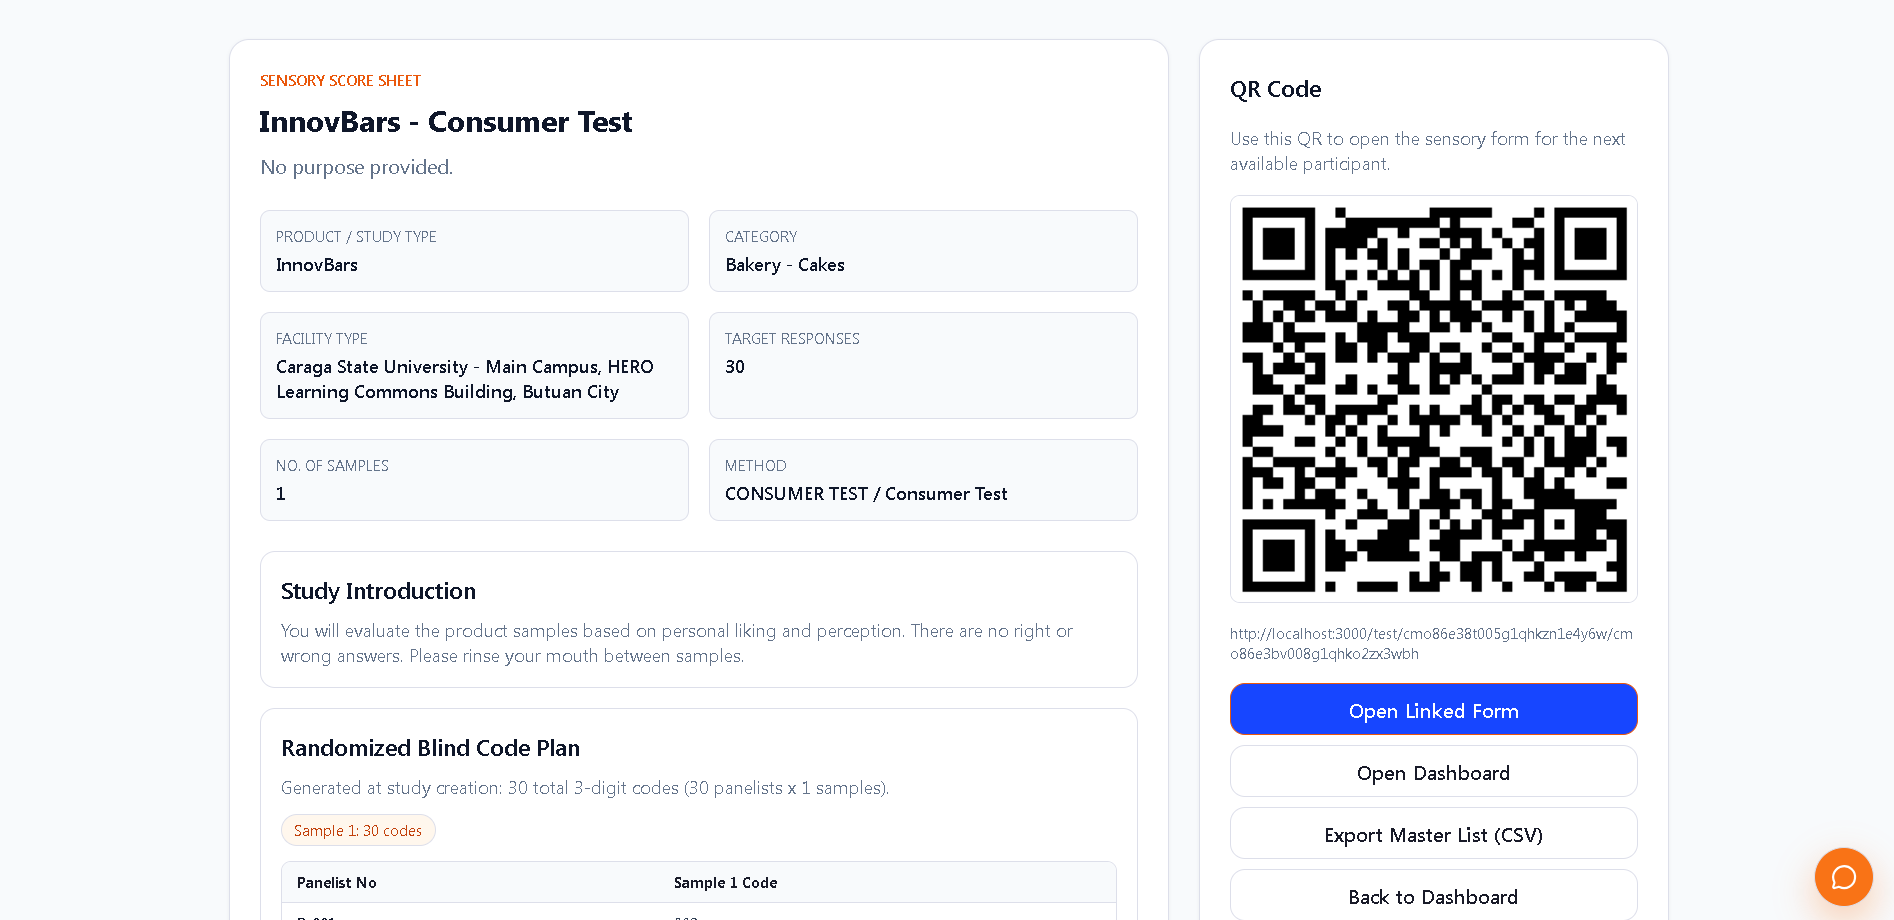 SENSORY SCORE SHEET
InnovBars - Consumer Test
No purpose provided.
PRODUCT / STUDY TYPE
InnovBars
CATEGORY
Bakery - Cakes
FACILITY TYPE
Caraga State University - Main Campus, HERO
Learning Commons Building, Butuan City
TARGET RESPONSES
30
NO. OF SAMPLES
1
METHOD
CONSUMER TEST / Consumer Test
Study Introduction
You will evaluate the product samples based on personal liking and perception. There are no right or
wrong answers. Please rinse your mouth between samples.
Randomized Blind Code Plan
Generated at study creation: 30 total 3-digit codes (30 panelists x 1 samples).
Sample 1: 30 codes
Panelist No
Sample 1 Code
QR Code
Use this QR to open the sensory form for the next
available participant.
http://localhost:3000/test/cmo86e38t005g1qhkzn1e4y6w/cm
o86e3bv008g1qhko2zx3wbh
Open Linked Form
Open Dashboard
Export Master List (CSV)
Back to Dashboard